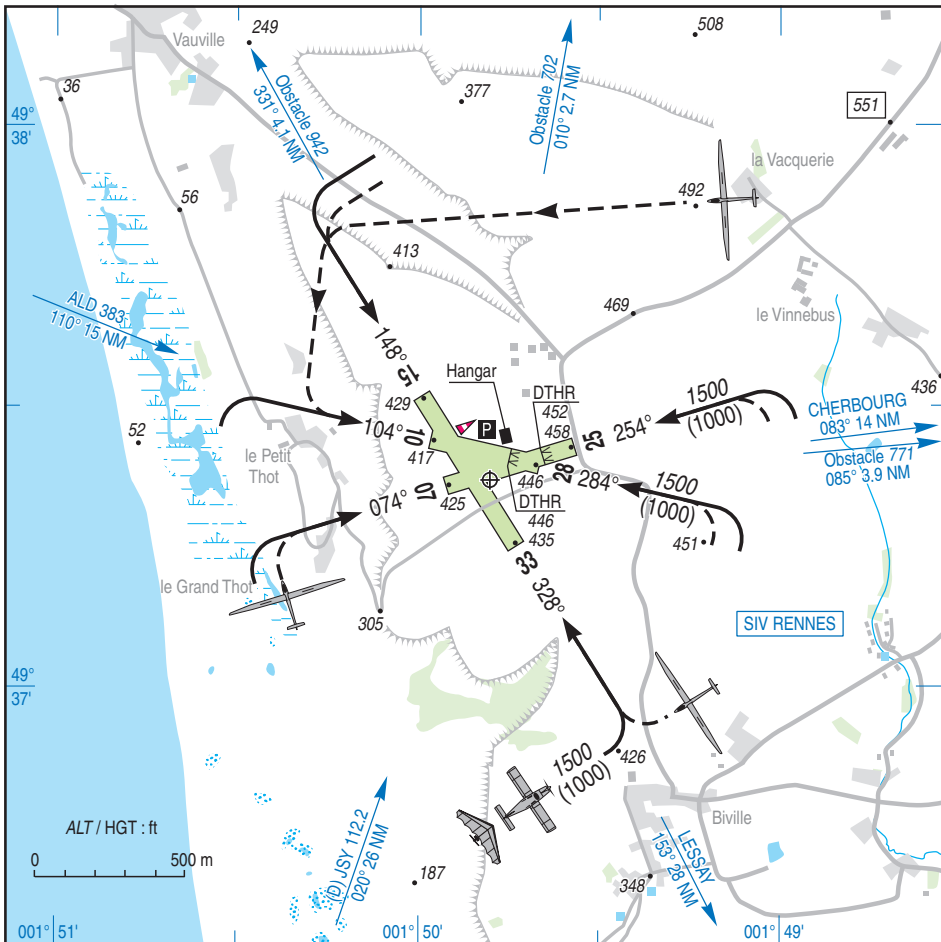 249
508
Vauville
36
Obstacle 942
331° 4.1 NM
377
Obstacle 702
010° 2.7 NM
551
49°
38'
la Vacquerie
492
56
413
469
le Vinnebus
ALD 383
110° 15 NM
148°
15
Hangar
DTHR
452
436
429
P
1500
(1000)
254°
25
458
CHERBOURG
083° 14 NM
Obstacle 771
085° 3.9 NM
52
104°
10
417
le Petit
Thot
446
28
284°
1500
(1000)
074°
07
425
DTHR
446
435
451
33
le Grand Thot
328°
305
SIV RENNES
49°
37'
1500
(1000)
426
Biville
ALT / HGT : ft
0
500 m
(D) JSY 112.2
020° 26 NM
187
348
LESSAY
153° 28 NM
001° 51'
001° 50'
001° 49'